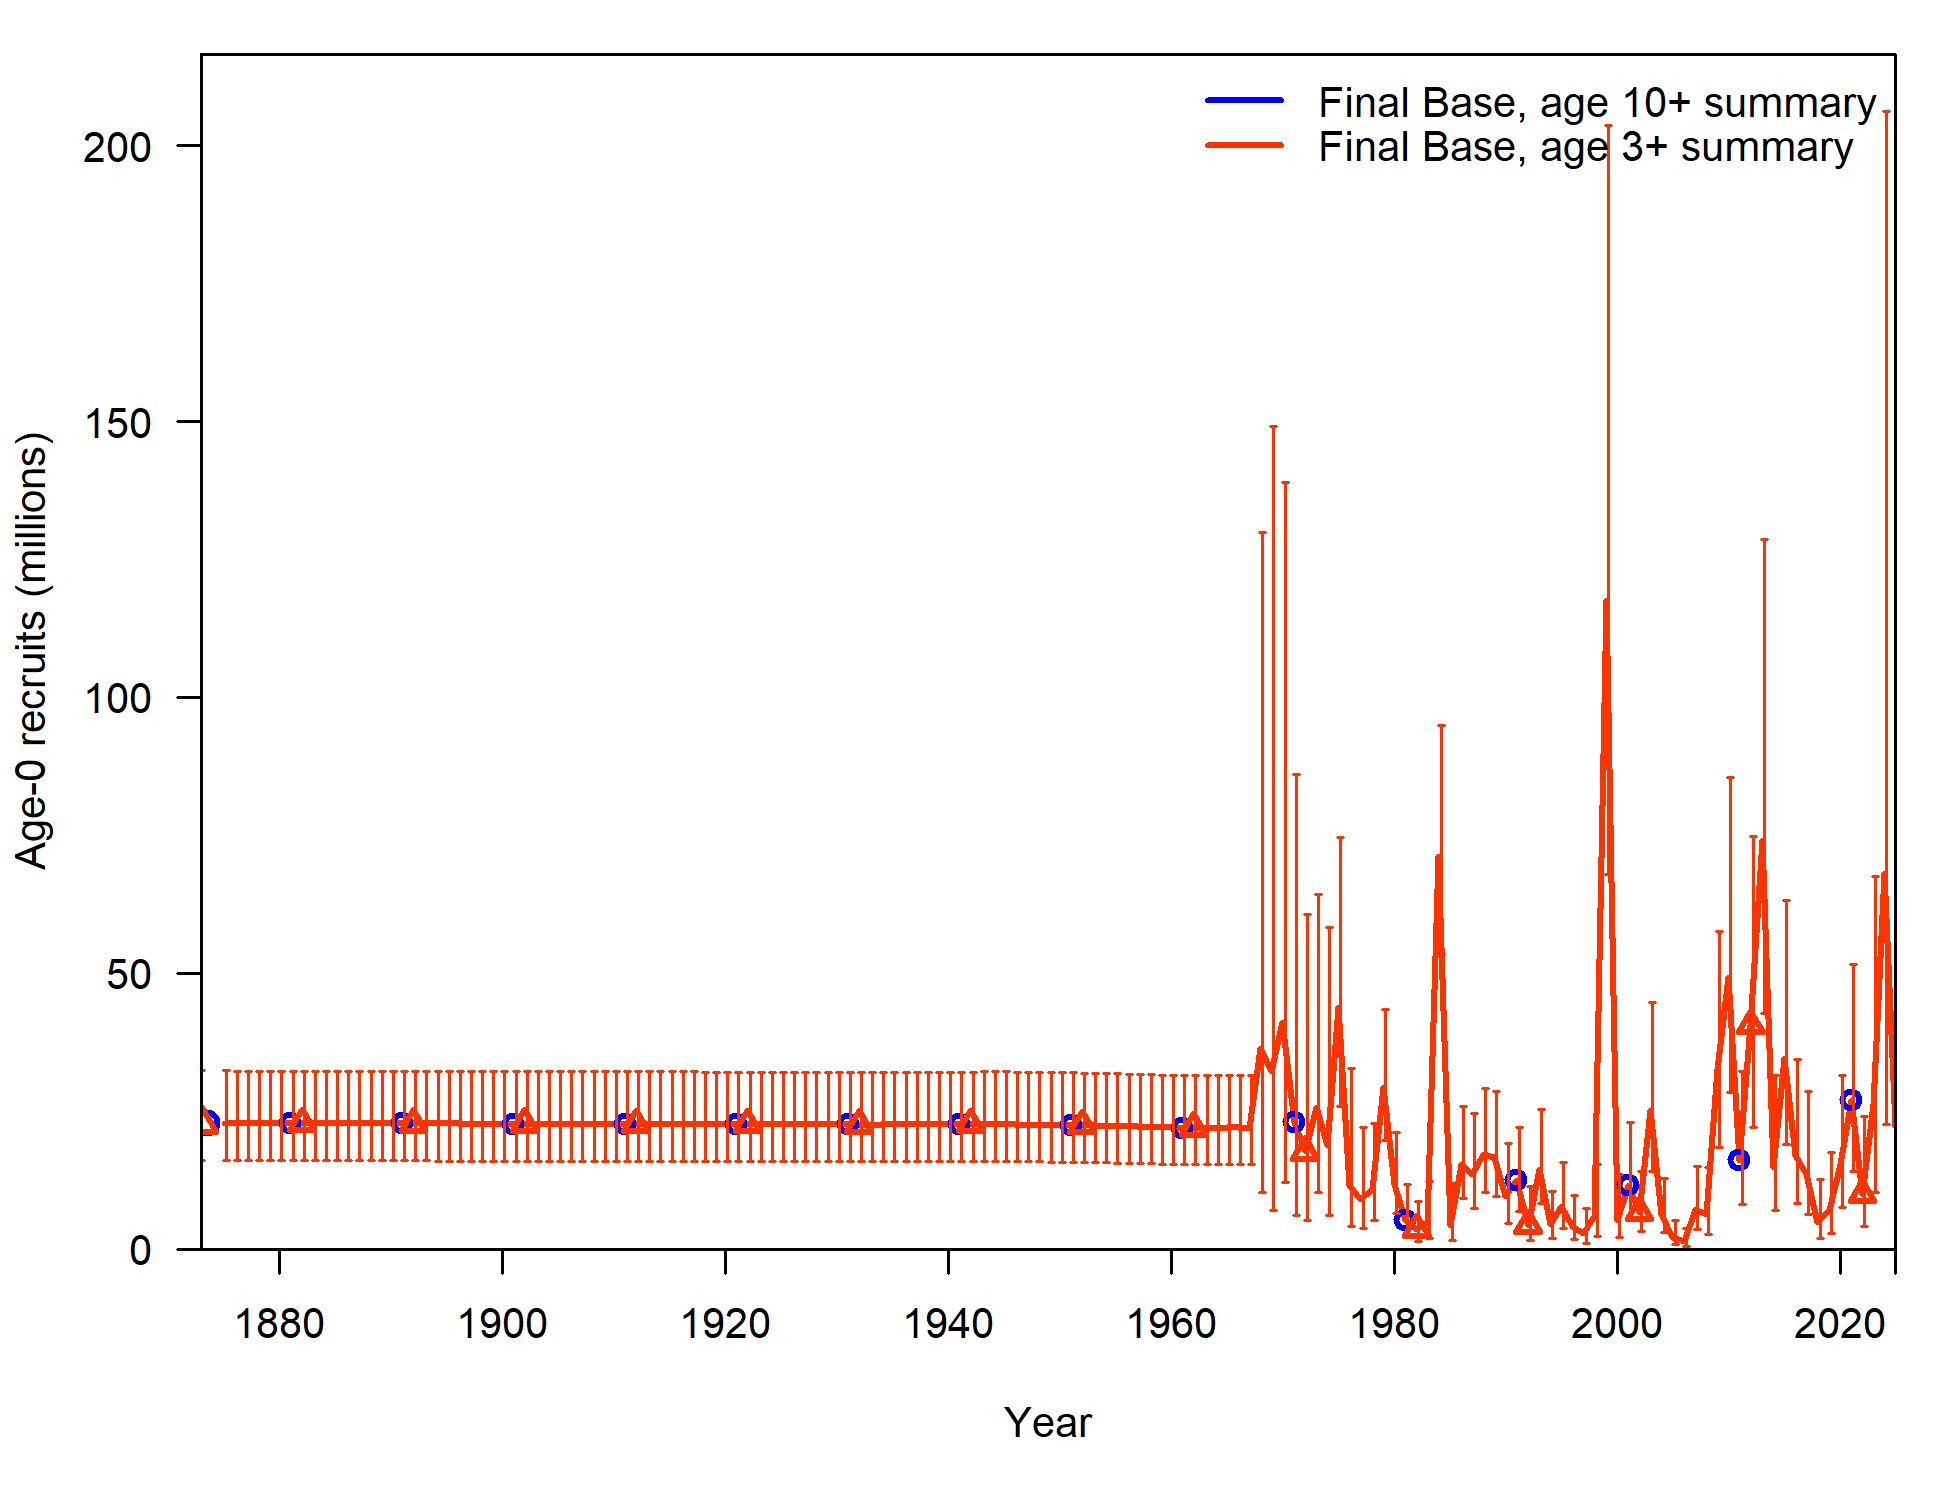 Final Base, age 10+ summary
Final Base, age 3+ summary
Age-0 recruits (millions)
200
150
100
50
0
1880 1900 1920 1940 1960 1980 2000 2020
Year